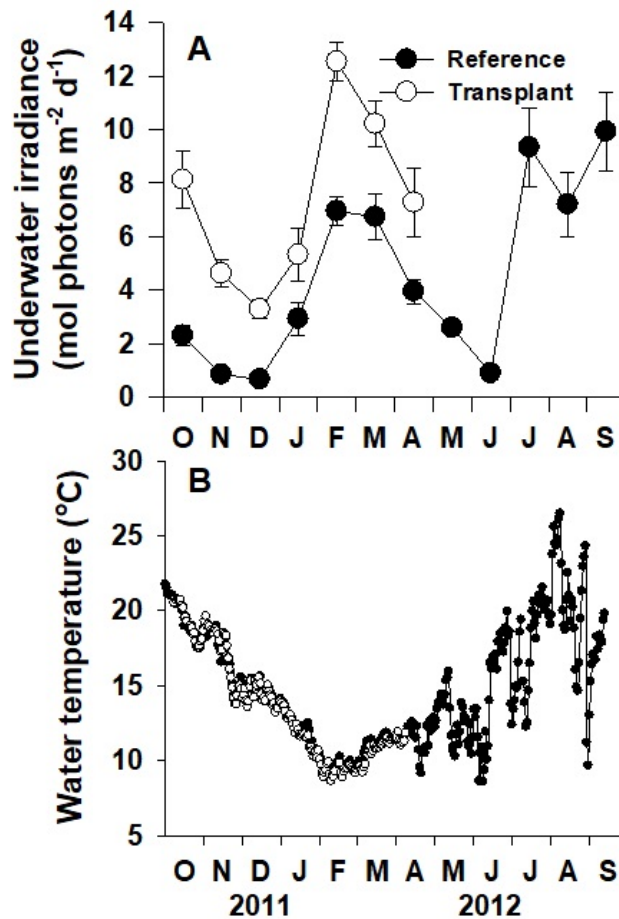 Underwater irradiance
(mol photons m-2 d-1)
14
12
10
8
6
4
2
0
A
Reference
Transplant
O N D J F M A M J J A S
Water temperature (°C)
30
25
20
15
10
5
B
O N D J F M A M J J A S
2011 2012